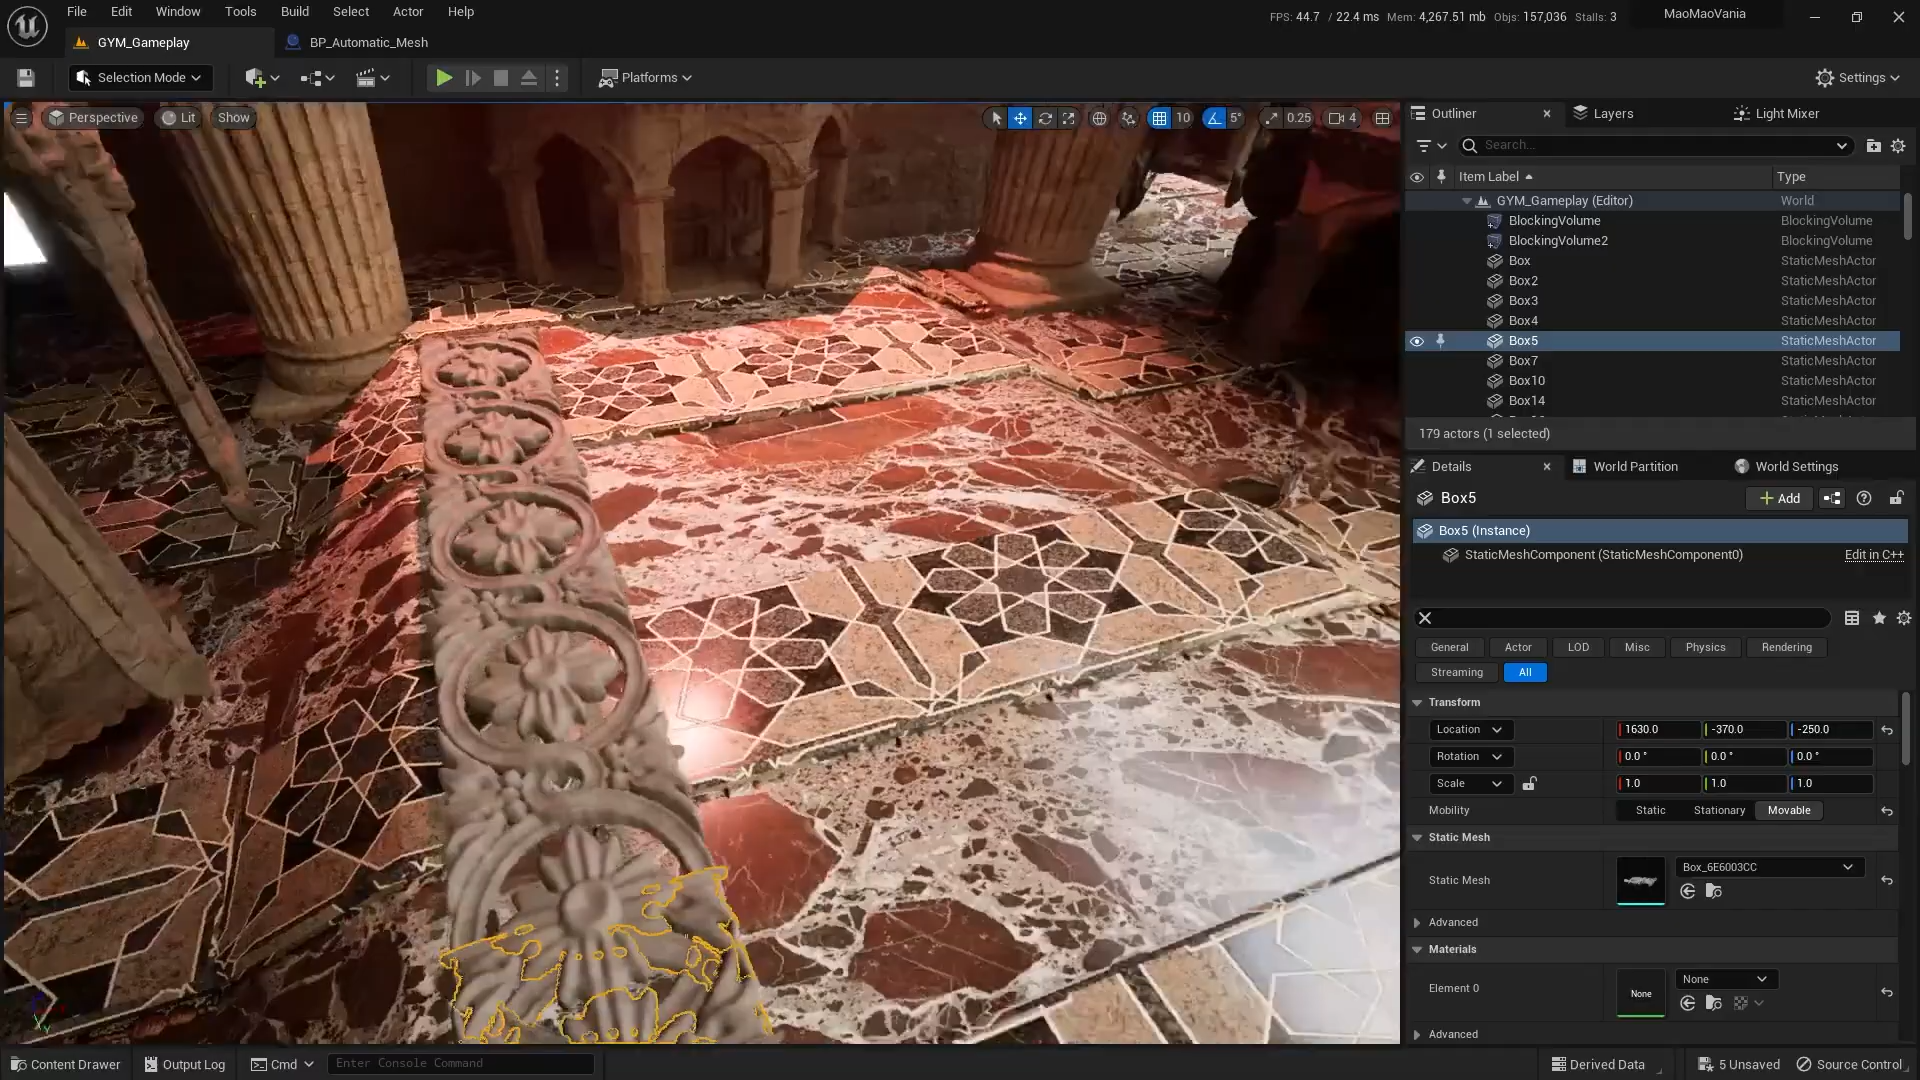 File Edit Window Tools Build Select Actor Help
FPS: 44.7 / 22.4 ms Mem: 4,267.51 mb Objs: 157,036 Stalls: 3
MaoMaoVania
GYM_Gameplay
BP_Automatic_Mesh
Selection Mode
Platforms
Settings
Perspective
Lit
Show
10
5°
0.25
4
Outliner
Layers
Light Mixer
Search...
Item Label Type
GYM_Gameplay (Editor) World
BlockingVolume BlockingVolume
BlockingVolume2 BlockingVolume
Box StaticMeshActor
Box2 StaticMeshActor
Box3 StaticMeshActor
Box4 StaticMeshActor
Box5 StaticMeshActor
Box7 StaticMeshActor
Box10 StaticMeshActor
Box14 StaticMeshActor
179 actors (1 selected)
Details
World Partition
World Settings
Box5
Add
Box5 (Instance)
StaticMeshComponent (StaticMeshComponent0) Edit in C++
General Actor LOD Misc Physics Rendering
Streaming All
Transform
Location 1630.0 -370.0 -250.0
Rotation 0.0 ° 0.0 ° 0.0 °
Scale 1.0 1.0 1.0
Mobility Static Stationary Movable
Static Mesh
Static Mesh Box_6E6003CC
Advanced
Materials
Element 0 None None
Advanced
Content Drawer
Output Log
Cmd
Enter Console Command
Derived Data
5 Unsaved
Source Control